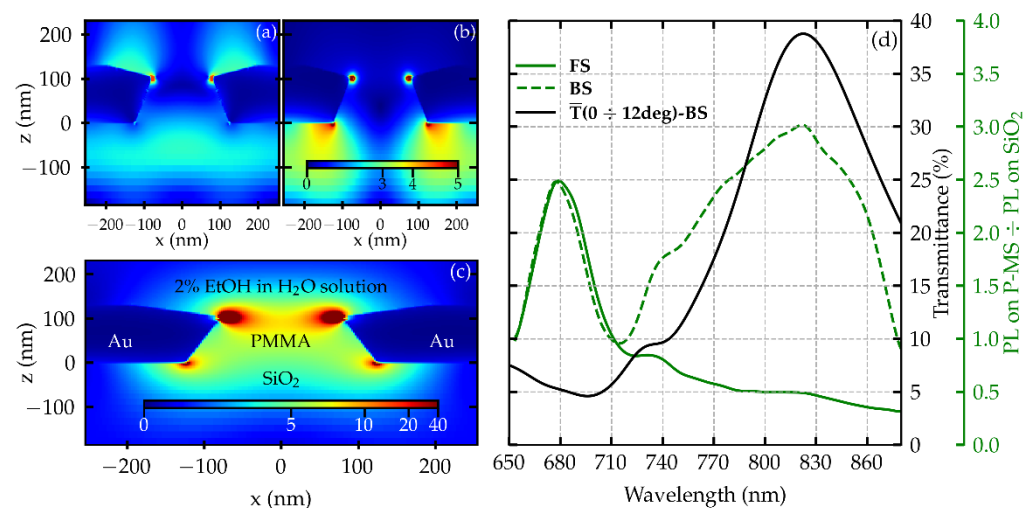 (a)
(b)
z (nm)
200
100
0
−100
0
3
4
5
−200
−100
0
100
200
−200
−100
0
100
200
x (nm)
x (nm)
(c)
2% EtOH in H2O solution
Au
PMMA
Au
SiO2
z (nm)
200
100
0
−100
0
5
10
20
40
−200
−100
0
100
200
x (nm)
(d)
FS
BS
T̅(0 ÷ 12deg)-BS
650
680
710
740
770
800
830
860
Wavelength (nm)
40
35
30
25
20
15
10
5
0
Transmittance (%)
4.0
3.5
3.0
2.5
2.0
1.5
1.0
0.5
0.0
PL on P-MS ÷ PL on SiO2